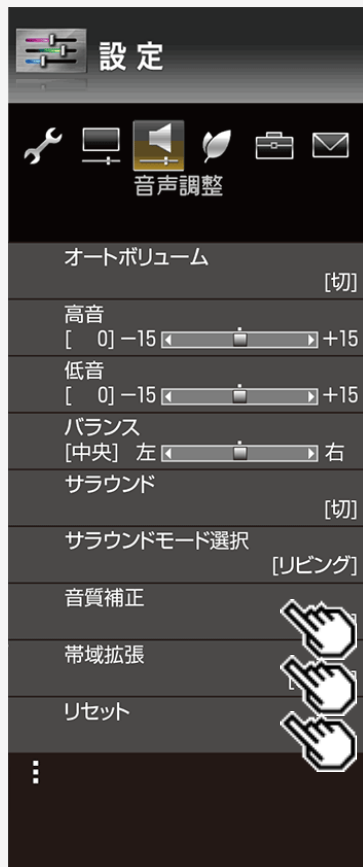 設定
音声調整
オートボリューム
[切]
高音
[ 0] −15 +15
低音
[ 0] −15 +15
バランス
[中央] 左 右
サラウンド
[切]
サラウンドモード選択
[リビング]
音質補正
帯域拡張
リセット